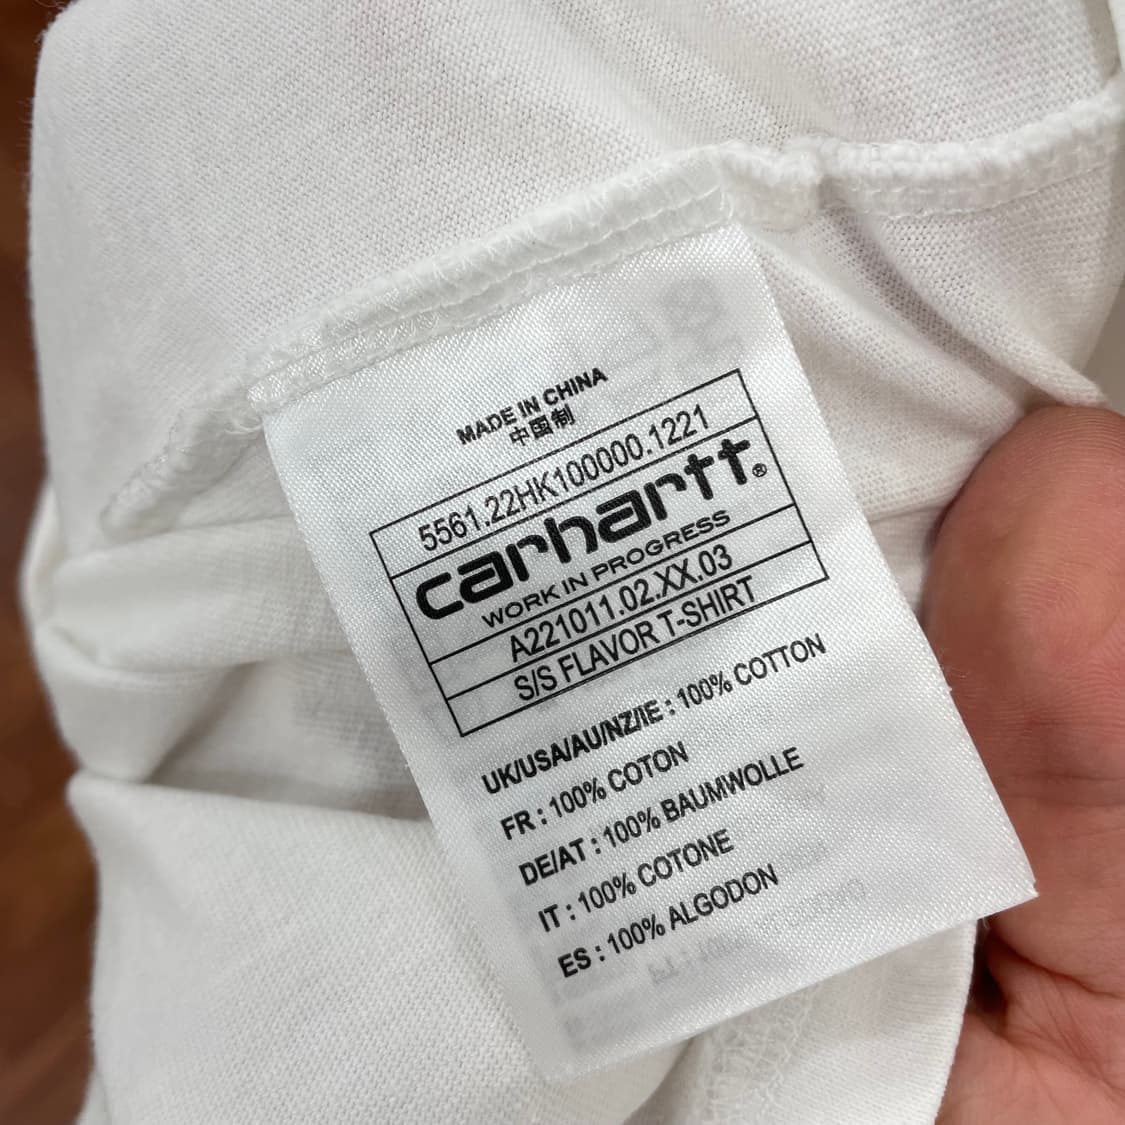 MADE IN CHINA
中国制
5561.22HK100000.1221
carhartt®
WORK IN PROGRESS
A221011.02.XX.03
S/S FLAVOR T-SHIRT
UK/USA/AU/NZ/IE : 100% COTTON
FR : 100% COTON
DE/AT : 100% BAUMWOLLE
IT : 100% COTONE
ES : 100% ALGODON